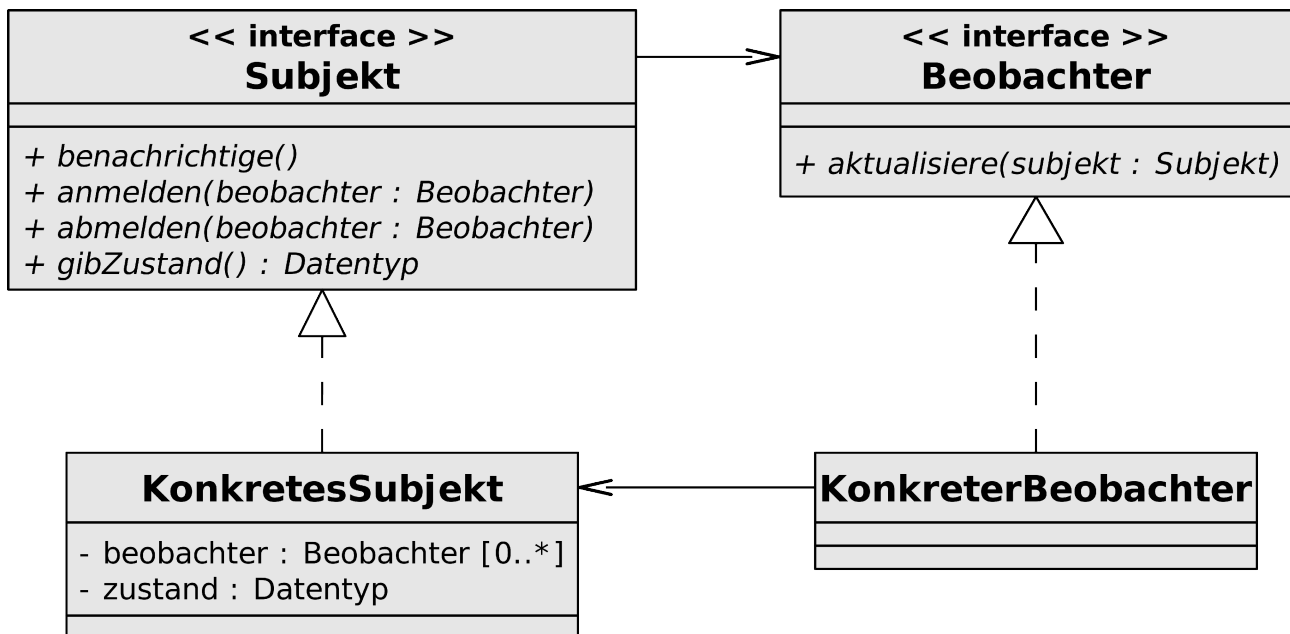 << interface >>
Subjekt
+ benachrichtige()
+ anmelden(beobachter : Beobachter)
+ abmelden(beobachter : Beobachter)
+ gibZustand() : Datentyp
<< interface >>
Beobachter
+ aktualisiere(subjekt : Subjekt)
KonkretesSubjekt
- beobachter : Beobachter [0..*]
- zustand : Datentyp
KonkreterBeobachter